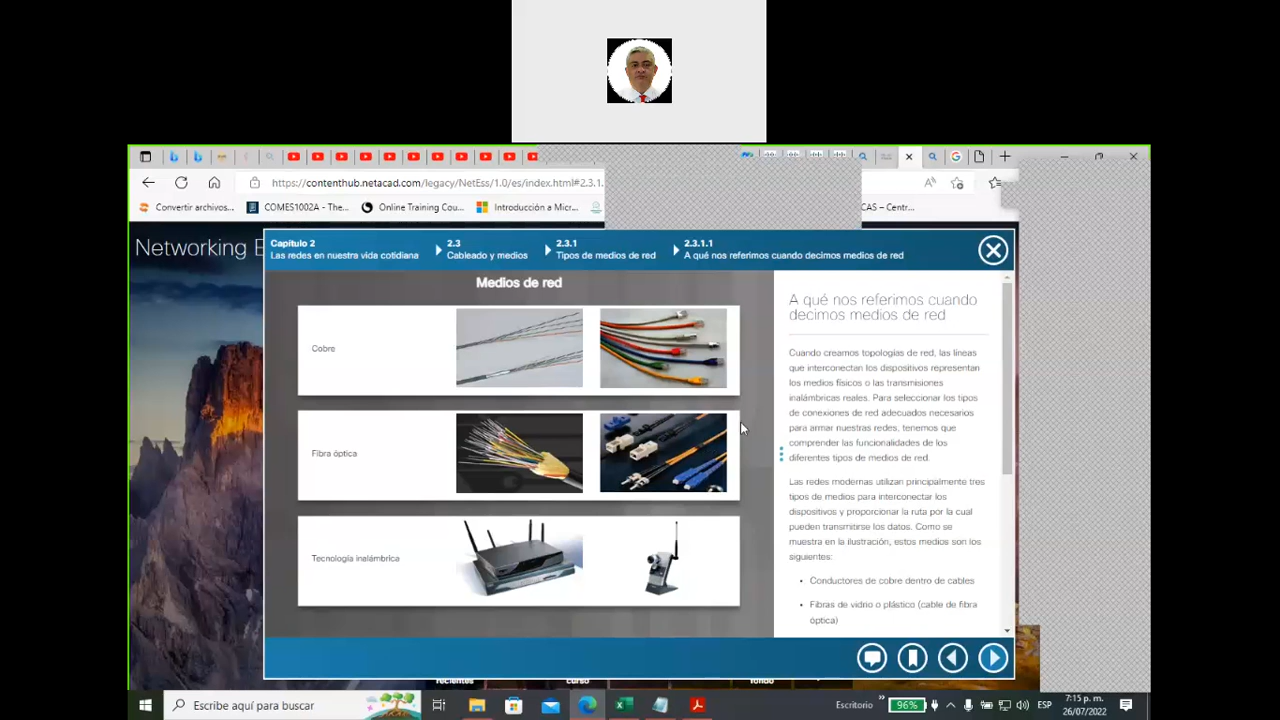 https://contenthub.netacad.com/legacy/NetEss/1.0/es/index.html#2.3.1.
Convertir archivos...
COMES1002A - The...
Online Training Cou...
Introducción a Micr...
CAS – Centr...
Networking E
Capítulo 2
Las redes en nuestra vida cotidiana
2.3
Cableado y medios
2.3.1
Tipos de medios de red
2.3.1.1
A qué nos referimos cuando decimos medios de red
Medios de red
Cobre
Fibra óptica
Tecnología inalámbrica
A qué nos referimos cuando
decimos medios de red
Cuando creamos topologías de red, las líneas
que interconectan los dispositivos representan
los medios físicos o las transmisiones
inalámbricas reales. Para seleccionar los tipos
de conexiones de red adecuados necesarios
para armar nuestras redes, tenemos que
comprender las funcionalidades de los
diferentes tipos de medios de red.
Las redes modernas utilizan principalmente tres
tipos de medios para interconectar los
dispositivos y proporcionar la ruta por la cual
pueden transmitirse los datos. Como se
muestra en la ilustración, estos medios son los
siguientes:
• Conductores de cobre dentro de cables
• Fibras de vidrio o plástico (cable de fibra
óptica)
recientes
curso
fondo
Escribe aquí para buscar
Escritorio
96%
ESP
7:15 p. m.
26/07/2022